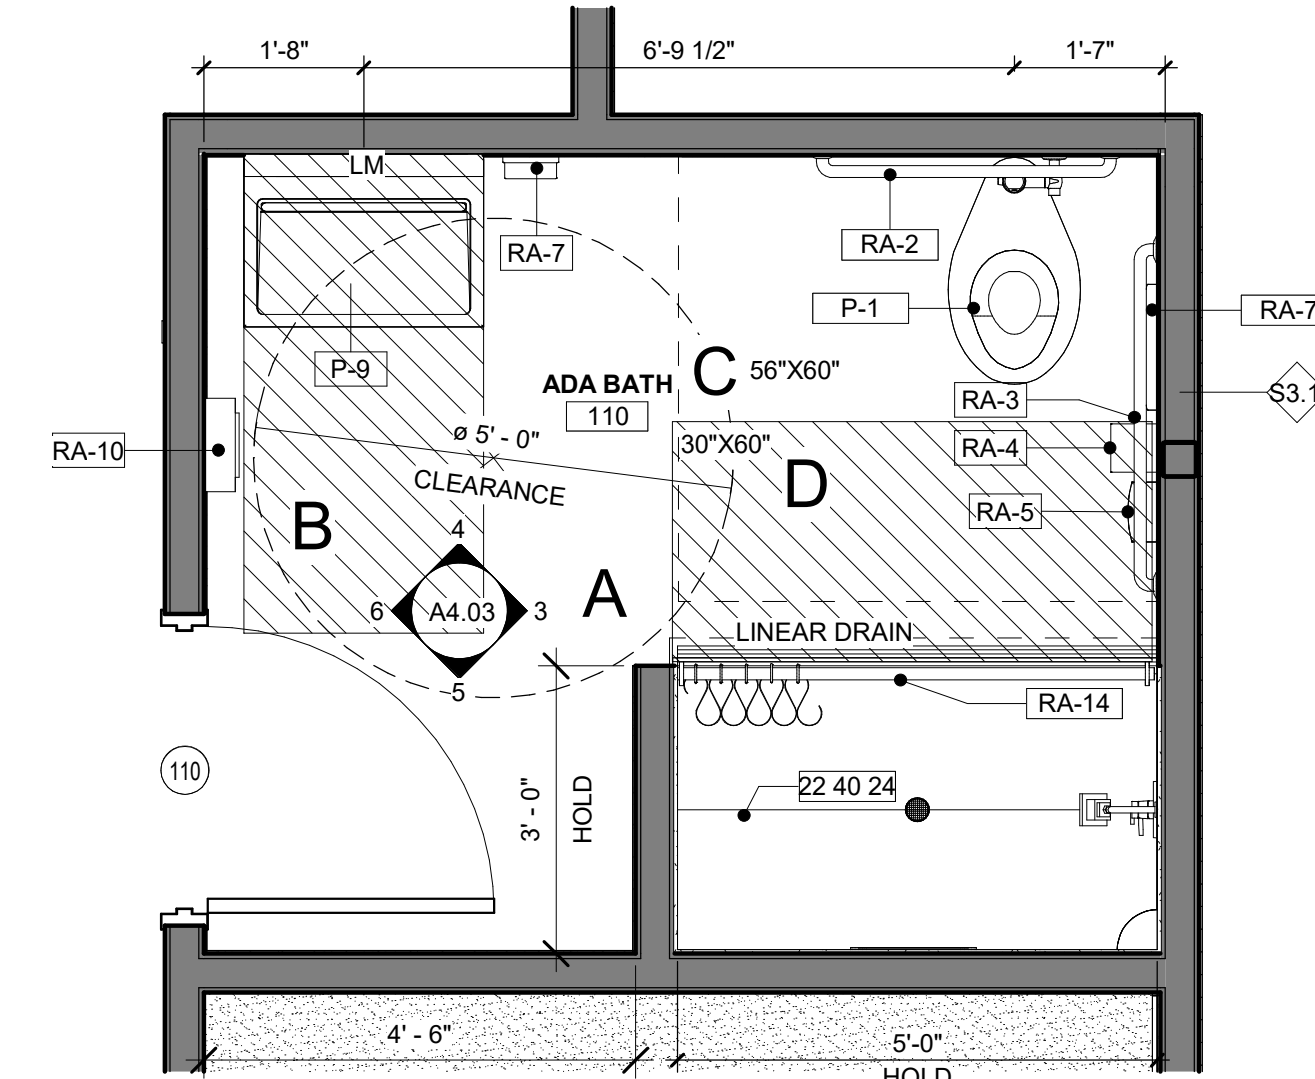 1'-8" 6'-9 1/2" 1'-7"
LM
RA-7
RA-2
P-1
RA-7
P-9
C 56"X60"
ADA BATH
110
RA-3
S3.1
ø 5' - 0"
CLEARANCE
30"X60"
D
RA-4
RA-10
RA-5
B
4
A
6 A4.03 3
5
LINEAR DRAIN
RA-14
110
3' - 0"
HOLD
22 40 24
4' - 6"
5'-0"
HOLD